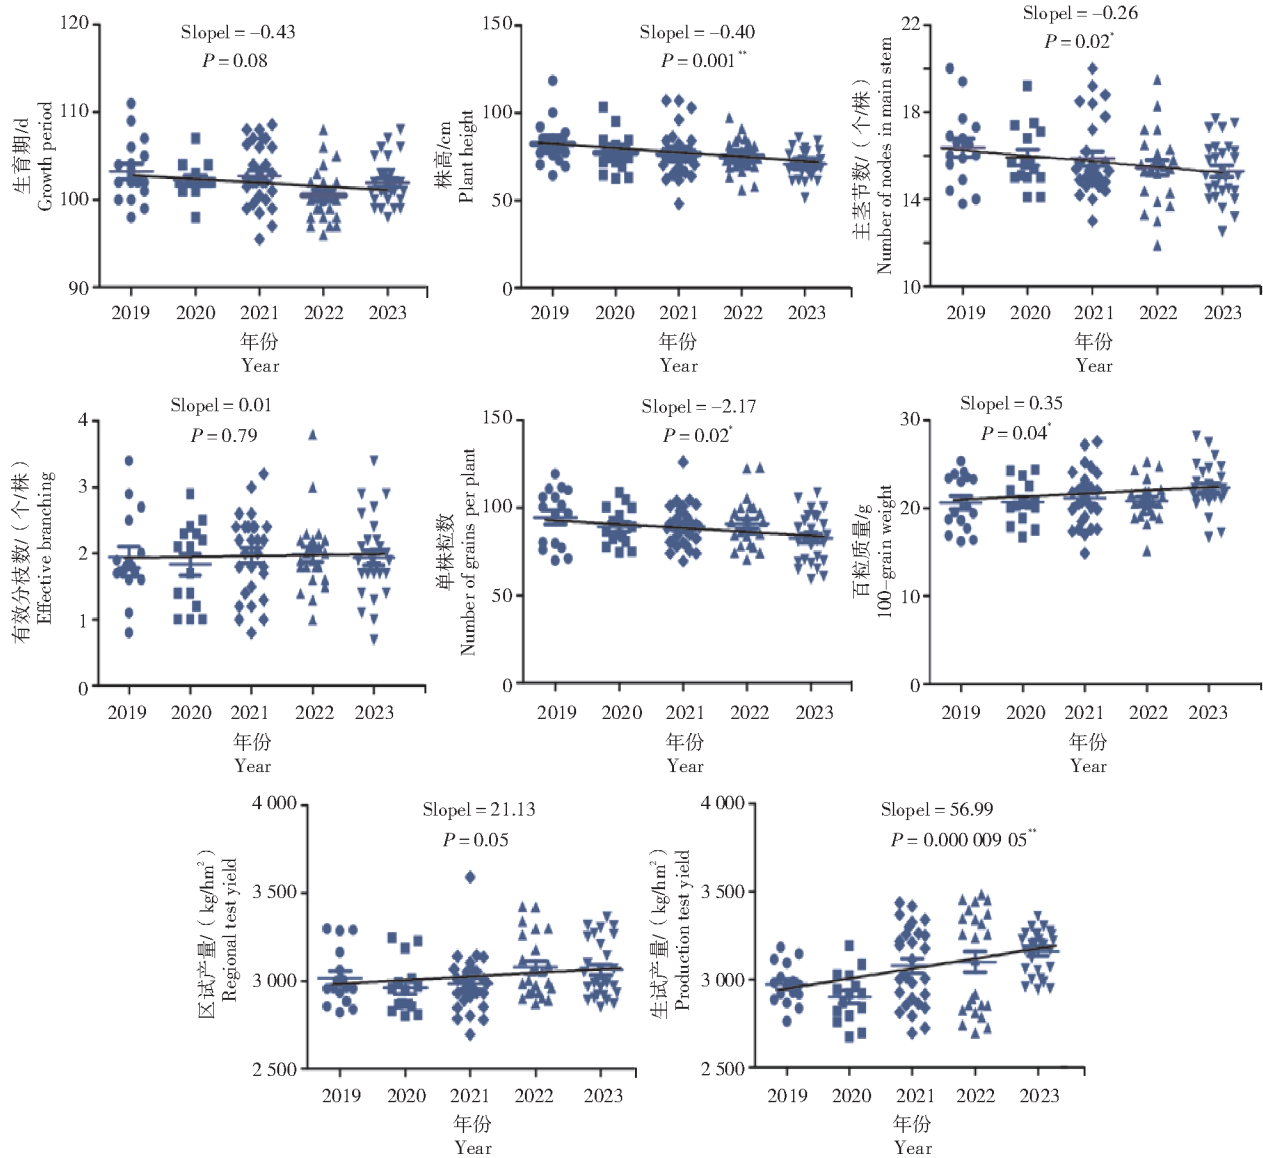 Slopel = −0.43
P = 0.08
120
110
100
90
生育期/d
Growth period
2019 2020 2021 2022 2023
年份
Year
Slopel = −0.40
P = 0.001**
150
100
50
0
株高/cm
Plant height
2019 2020 2021 2022 2023
年份
Year
Slopel = −0.26
P = 0.02*
22
18
14
10
主茎节数/（个/株）
Number of nodes in main stem
2019 2020 2021 2022 2023
年份
Year
Slopel = 0.01
P = 0.79
4
3
2
1
0
有效分枝数/（个/株）
Effective branching
2019 2020 2021 2022 2023
年份
Year
Slopel = −2.17
P = 0.02*
150
100
50
0
单株粒数
Number of grains per plant
2019 2020 2021 2022 2023
年份
Year
Slopel = 0.35
P = 0.04*
30
20
10
0
百粒质量/g
100−grain weight
2019 2020 2021 2022 2023
年份
Year
Slopel = 21.13
P = 0.05
4 000
3 500
3 000
2 500
区试产量/（kg/hm²）
Regional test yield
2019 2020 2021 2022 2023
年份
Year
Slopel = 56.99
P = 0.000 009 05**
4 000
3 500
3 000
2 500
生试产量/（kg/hm²）
Production test yield
2019 2020 2021 2022 2023
年份
Year